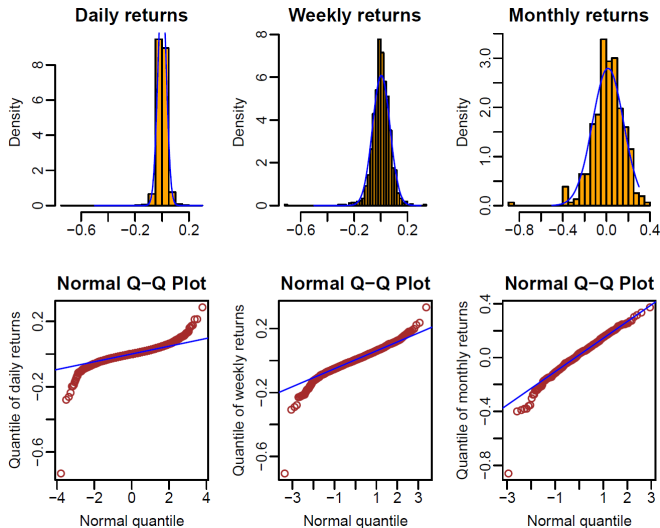 Daily returns
Weekly returns
Monthly returns
Density
0 2 4 6 8
−0.6 −0.2 0.2
Density
0 2 4 6 8
−0.6 −0.2 0.2
Density
0.0 1.0 2.0 3.0
−0.8 −0.4 0.0 0.4
Normal Q−Q Plot
Normal Q−Q Plot
Normal Q−Q Plot
Quantile of daily returns
−0.6 −0.2 0.2
−4 −2 0 2 4
Normal quantile
Quantile of weekly returns
−0.6 −0.2 0.2
−3 −2 −1 0 1 2 3
Normal quantile
Quantile of monthly returns
−0.8 −0.4 0.0 0.4
−3 −2 −1 0 1 2 3
Normal quantile